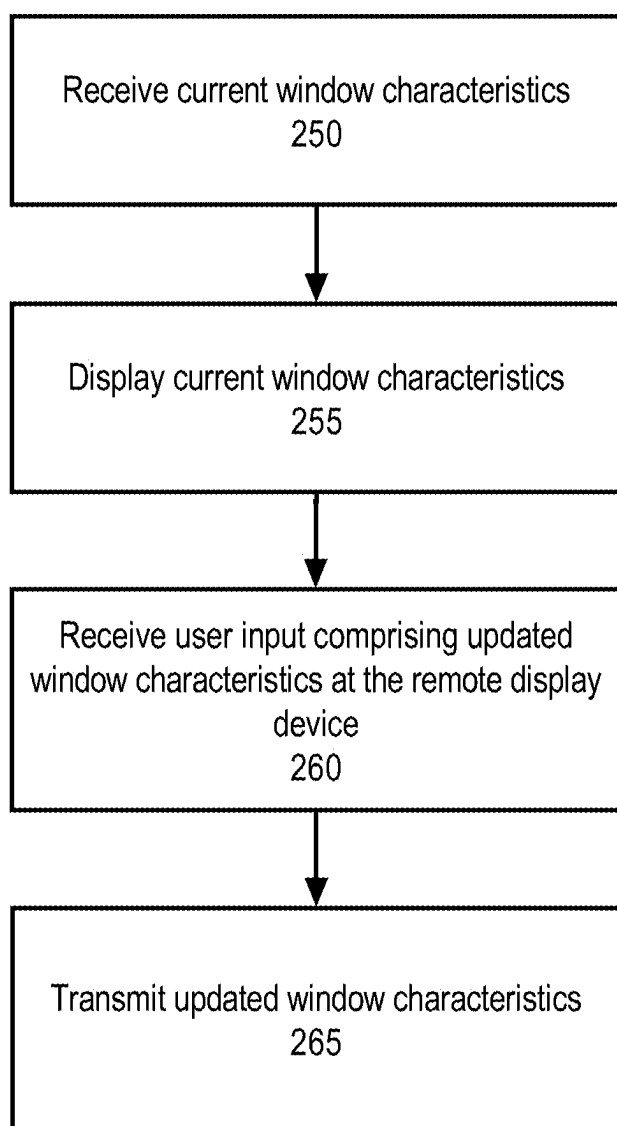 Receive current window characteristics
250
Display current window characteristics
255
Receive user input comprising updated
window characteristics at the remote display
device
260
Transmit updated window characteristics
265